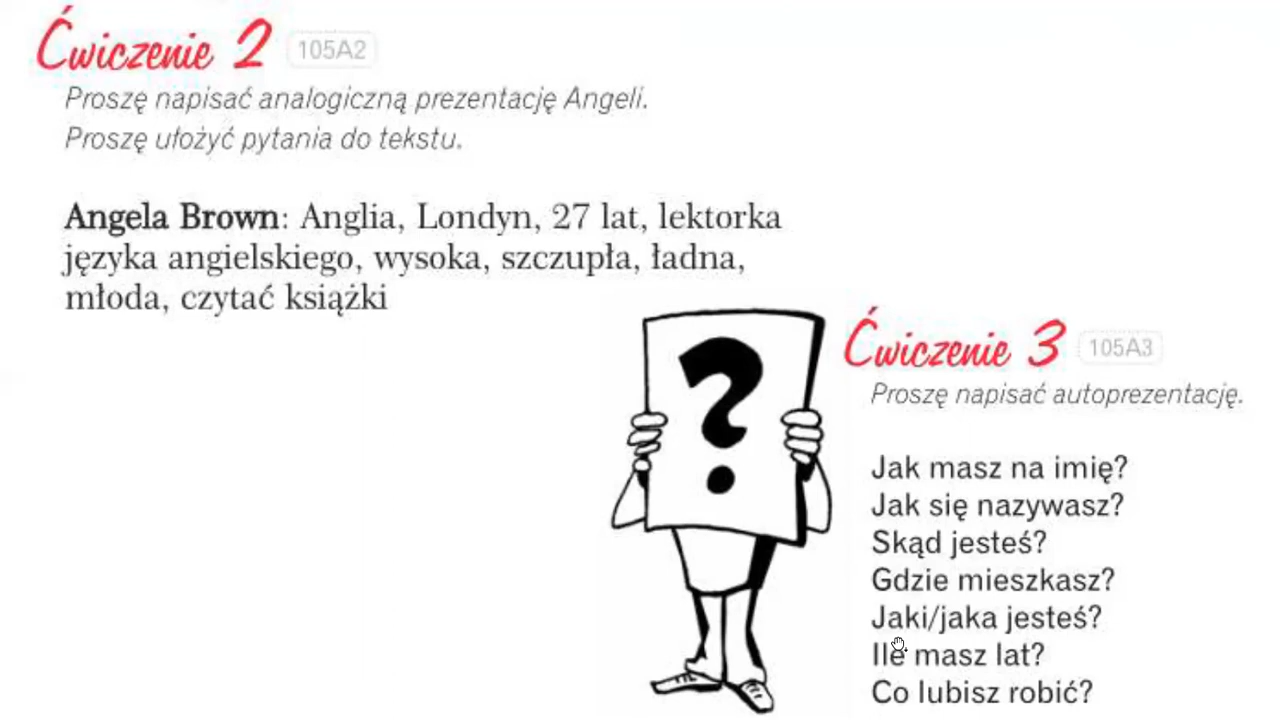 Ćwiczenie 2 105A2
Proszę napisać analogiczną prezentację Angeli.
Proszę ułożyć pytania do tekstu.
Angela Brown: Anglia, Londyn, 27 lat, lektorka
języka angielskiego, wysoka, szczupła, ładna,
młoda, czytać książki
?
Ćwiczenie 3 105A3
Proszę napisać autoprezentację.
Jak masz na imię?
Jak się nazywasz?
Skąd jesteś?
Gdzie mieszkasz?
Jaki/jaka jesteś?
Ile masz lat?
Co lubisz robić?